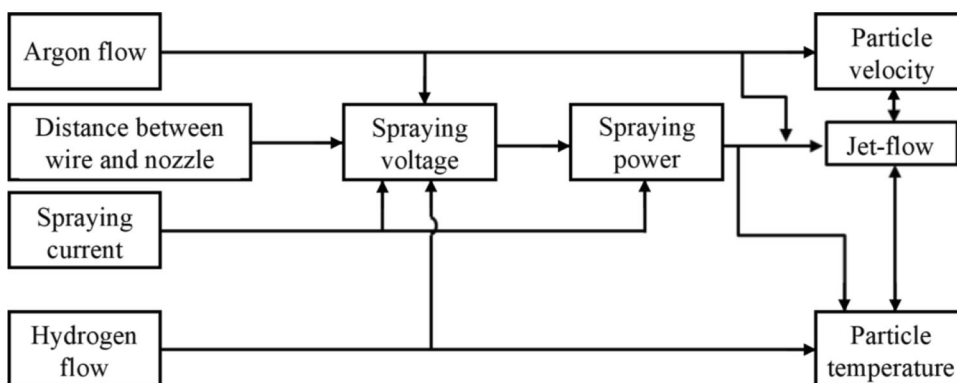 Argon flow
Particle
velocity
Distance between
wire and nozzle
Spraying
voltage
Spraying
power
Jet-flow
Spraying
current
Hydrogen
flow
Particle
temperature